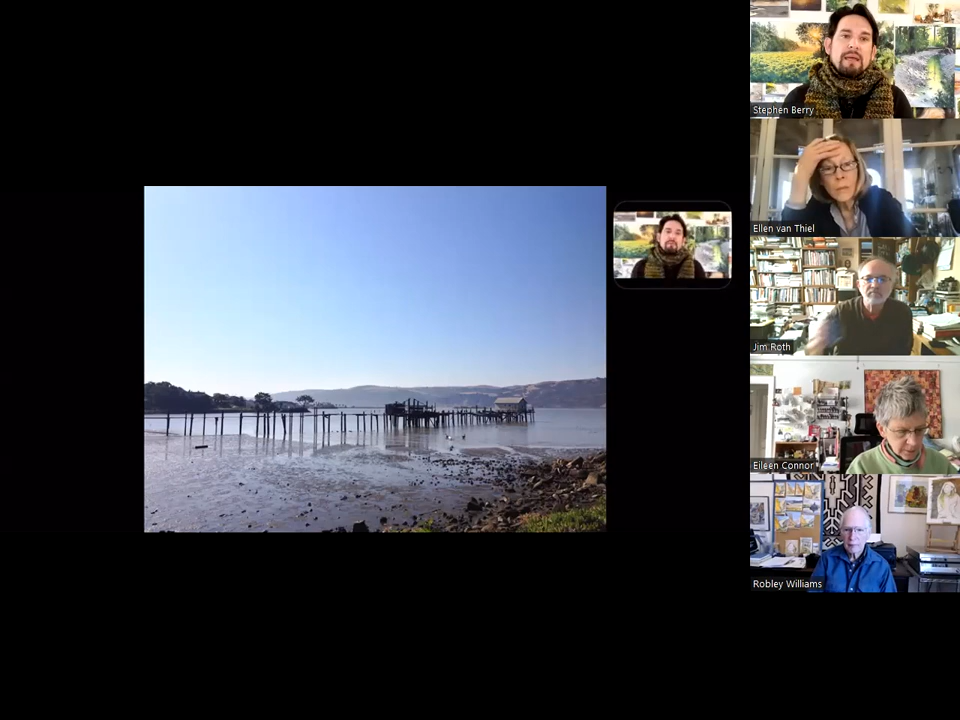 Stephen Berry
Ellen van Thiel
Jim Roth
Eileen Connor
Robley Williams